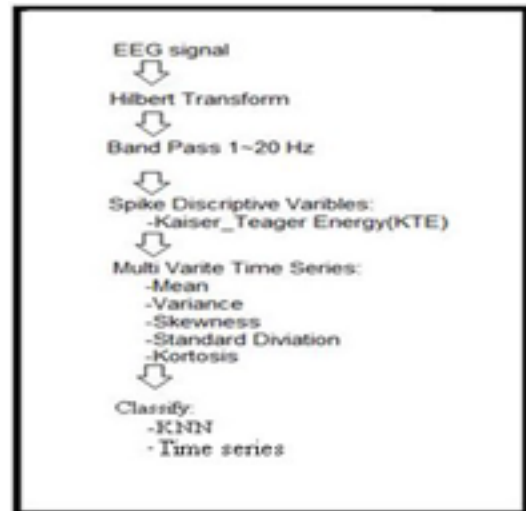 EEG signal
Hilbert Transform
Band Pass 1~20 Hz
Spike Discriptive Varibles:
-Kaiser_Teager Energy(KTE)
Multi Varite Time Series:
-Mean
-Variance
-Skewness
-Standard Diviation
-Kortosis
Classify:
-KNN
-Time series